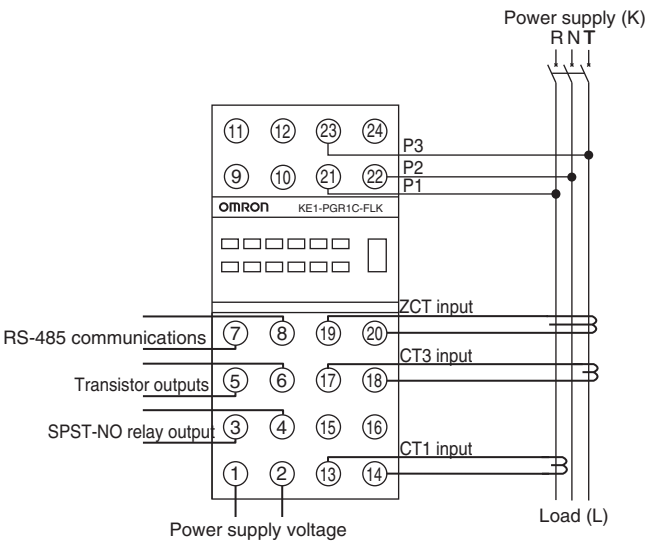 Power supply (K)
R N T
⑪ ⑫ ㉓ ㉔
P3
⑨ ⑩ ㉑ ㉒
P2
P1
OMRON KE1-PGR1C-FLK
ZCT input
RS-485 communications
⑦ ⑧ ⑲ ⑳
CT3 input
Transistor outputs
⑤ ⑥ ⑰ ⑱
SPST-NO relay output
③ ④ ⑮ ⑯
CT1 input
① ② ⑬ ⑭
Load (L)
Power supply voltage